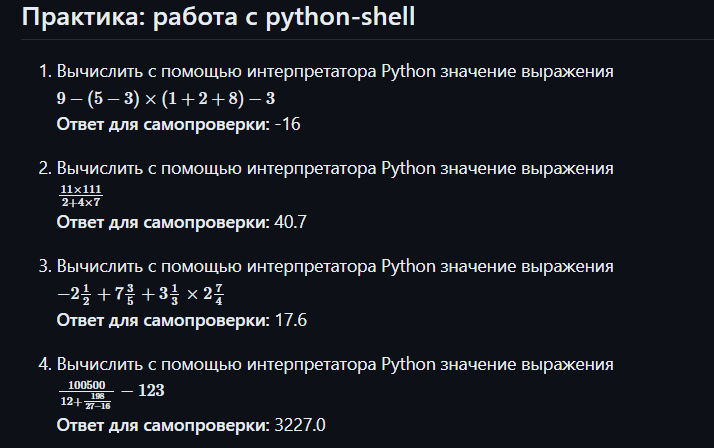 Практика: работа с python-shell
1. Вычислить с помощью интерпретатора Python значение выражения
9 − (5 − 3) × (1 + 2 + 8) − 3
Ответ для самопроверки: -16
2. Вычислить с помощью интерпретатора Python значение выражения
\frac{11×111}{2+4×7}
Ответ для самопроверки: 40.7
3. Вычислить с помощью интерпретатора Python значение выражения
−2\frac{1}{2} + 7\frac{3}{5} + 3\frac{1}{3} × 2\frac{7}{4}
Ответ для самопроверки: 17.6
4. Вычислить с помощью интерпретатора Python значение выражения
\frac{100500}{12+\frac{198}{27−16}} − 123
Ответ для самопроверки: 3227.0